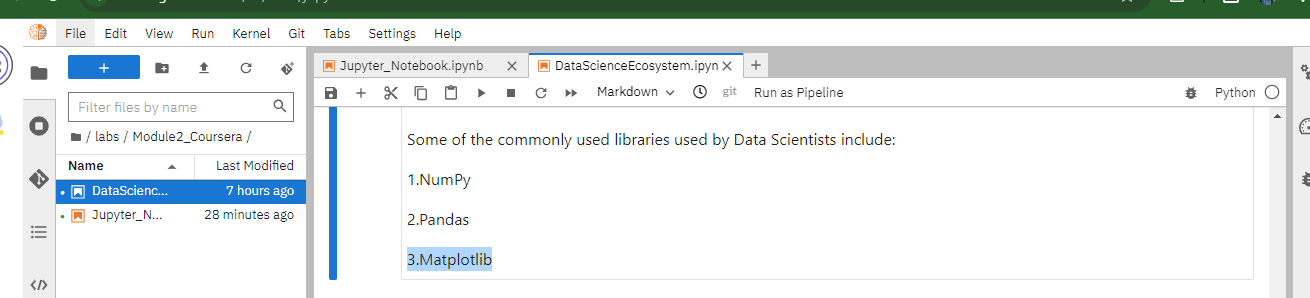 File Edit View Run Kernel Git Tabs Settings Help
+
Filter files by name
/ labs / Module2_Coursera /
Name Last Modified
DataScienc... 7 hours ago
Jupyter_N... 28 minutes ago
Jupyter_Notebook.ipynb × DataScienceEcosystem.ipyn × +
Markdown git Run as Pipeline Python
Some of the commonly used libraries used by Data Scientists include:
1.NumPy
2.Pandas
3.Matplotlib